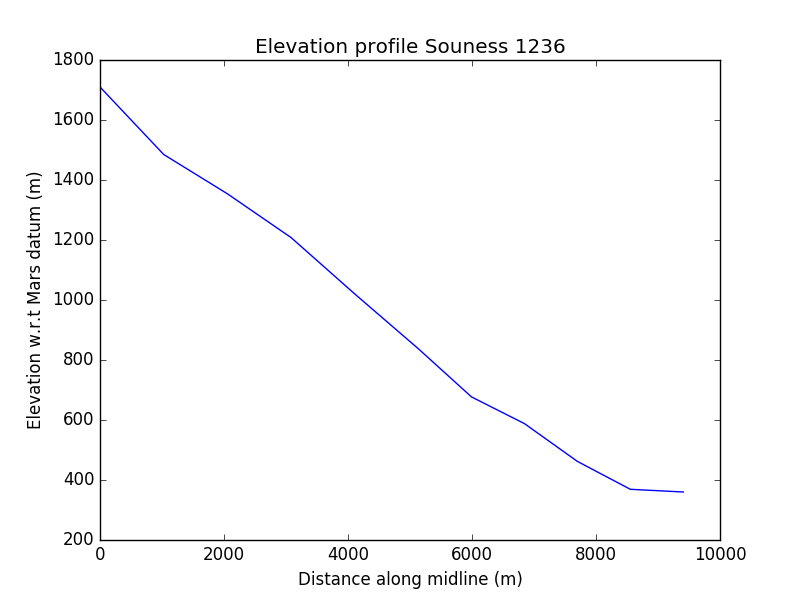 Elevation profile Souness 1236
1800
1600
1400
1200
1000
800
600
400
200
Elevation w.r.t Mars datum (m)
0 2000 4000 6000 8000 10000
Distance along midline (m)